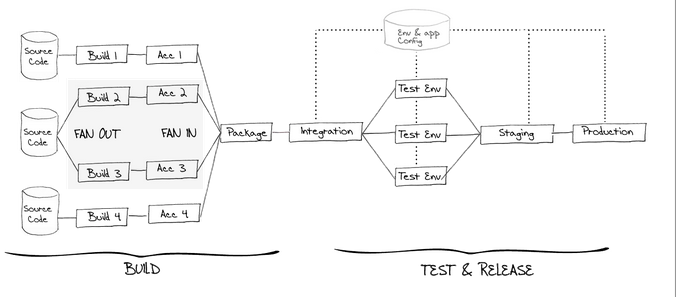 Source
Code
Build 1
Acc 1
Env & app
Config
Build 2
Acc 2
Test Env
Source
Code
FAN OUT
FAN IN
Package
Integration
Test Env
Staging
Production
Build 3
Acc 3
Test Env
Source
Code
Build 4
Acc 4
BUILD
TEST & RELEASE